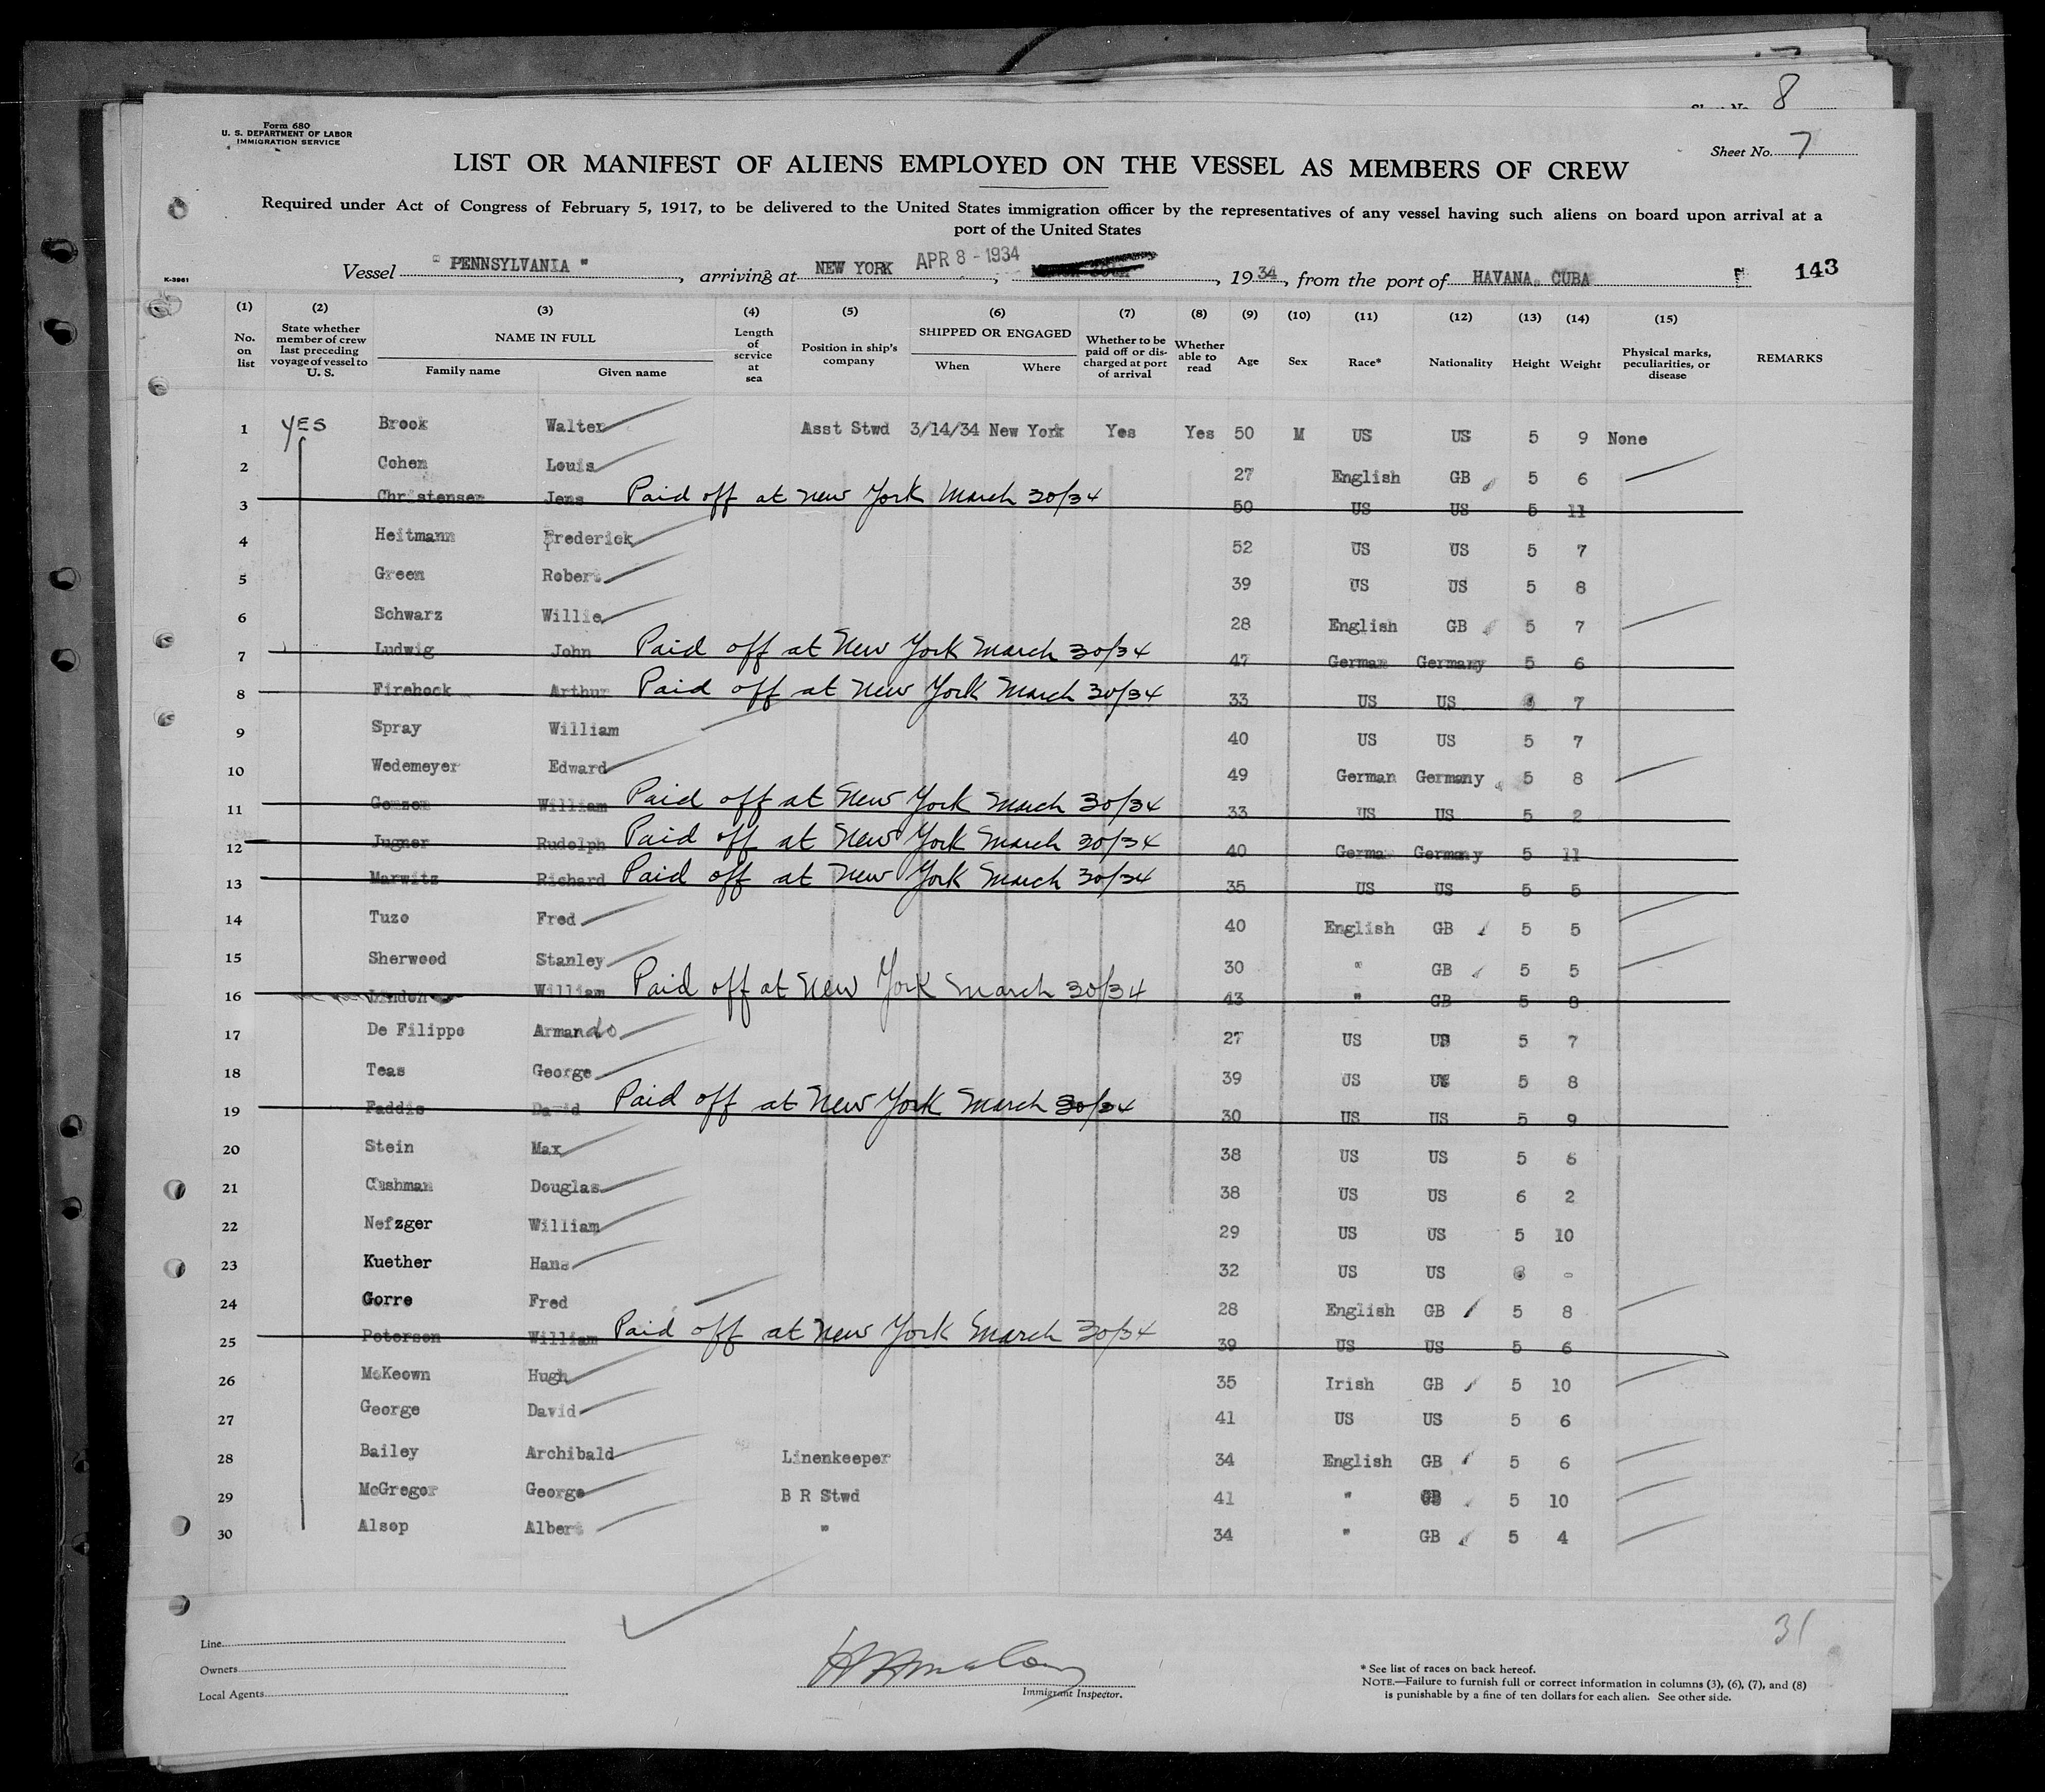 8
Form 680
U. S. DEPARTMENT OF LABOR
IMMIGRATION SERVICE
Sheet No. 7
LIST OR MANIFEST OF ALIENS EMPLOYED ON THE VESSEL AS MEMBERS OF CREW
Required under Act of Congress of February 5, 1917, to be delivered to the United States immigration officer by the representatives of any vessel having such aliens on board upon arrival at a
port of the United States
Vessel " PENNSYLVANIA " , arriving at NEW YORK APR 8 - 1934 ; , 1934, from the port of HAVANA, CUBA 143
K-3961
(1) (2) (3) (4) (5) (6) (7) (8) (9) (10) (11) (12) (13) (14) (15)
No. on list State whether member of crew last preceding voyage of vessel to U. S. NAME IN FULL Family name Given name Length of service at sea Position in ship's company SHIPPED OR ENGAGED When Where Whether to be paid off or discharged at port of arrival Whether able to read Age Sex Race* Nationality Height Weight Physical marks, peculiarities, or disease REMARKS
1 YES Brook Walter Asst Stwd 3/14/34 New York Yes Yes 50 M US US 5 9 None
2 Cohen Louis 27 English GB 5 6
3 Christensen Jens Paid off at New York March 30/34 50 US US 5 11
4 Heitmann Frederick 52 US US 5 7
5 Green Robert 39 US US 5 8
6 Schwarz Willie 28 English GB 5 7
7 Ludwig John Paid off at New York March 30/34 47 German Germany 5 6
8 Firehock Arthur Paid off at New York March 30/34 33 US US 7
9 Spray William 40 US US 5 7
10 Wedemeyer Edward 49 German Germany 5 8
11 William Paid off at New York March 30/34 33 US US 5 2
12 Jugner Rudolph Paid off at New York March 30/34 40 German Germany 5 11
13 Marwitz Richard Paid off at New York March 30/34 35 US US 5 5
14 Tuzo Fred 40 English GB 5 5
15 Sherwood Stanley 30 " GB 5 5
16 Linden William Paid off at New York March 30/34 43 " GB 5 8
17 De Filippo Armando 27 US US 5 7
18 Teas George 39 US US 5 8
19 Faddis David Paid off at New York March 30/34 30 US US 5 9
20 Stein Max 38 US US 5 6
21 Cushman Douglas 38 US US 6 2
22 Nefzger William 29 US US 5 10
23 Kuether Hans 32 US US 6 -
24 Gorre Fred 28 English GB 5 8
25 Peterson William Paid off at New York March 30/34 39 US US 5 6
26 McKeown Hugh 35 Irish GB 5 10
27 George David 41 US US 5 6
28 Bailey Archibald Linenkeeper 34 English GB 5 6
29 McGregor George B R Stwd 41 " GB 5 10
30 Alsop Albert " 34 " GB 5 4
31
Line
Owners
Local Agents
Immigrant Inspector.
* See list of races on back hereof.
NOTE.—Failure to furnish full or correct information in columns (3), (6), (7), and (8)
is punishable by a fine of ten dollars for each alien. See other side.